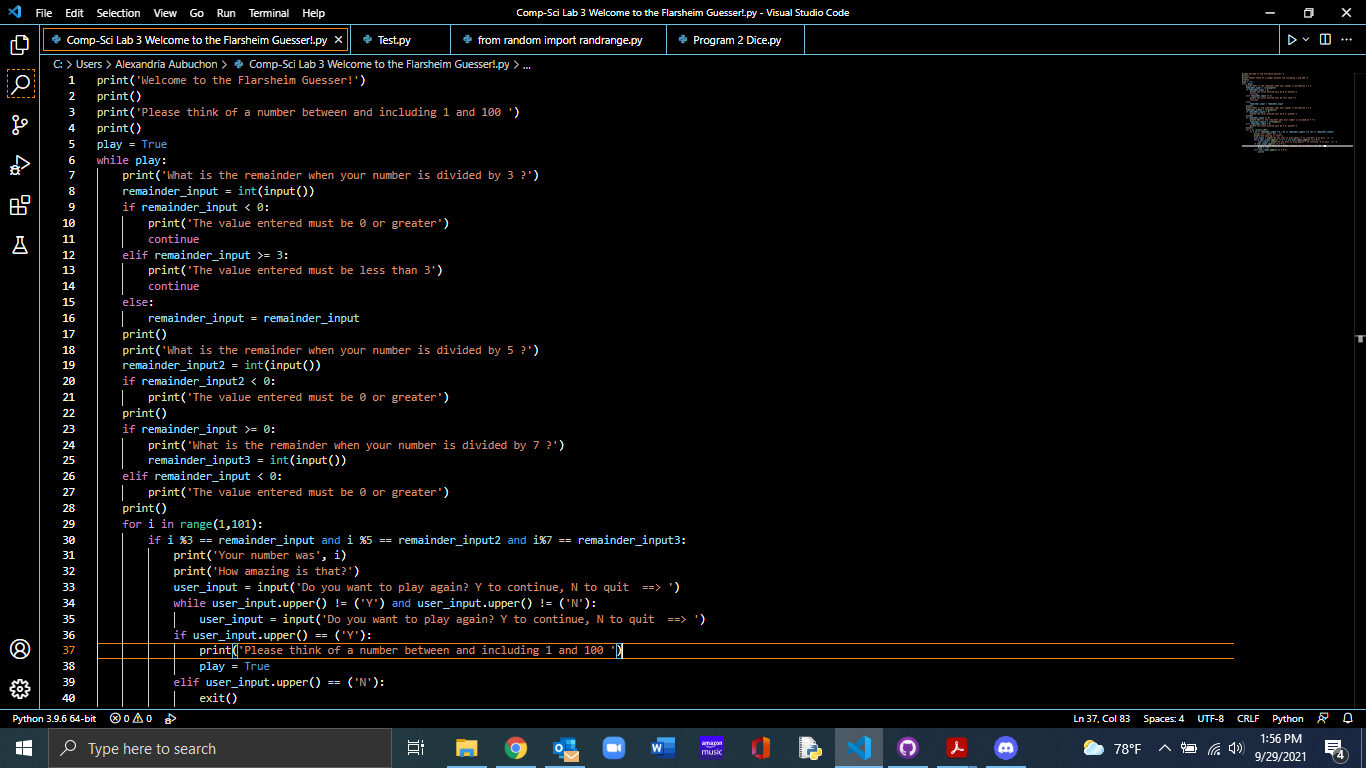 File Edit Selection View Go Run Terminal Help Comp-Sci Lab 3 Welcome to the Flarsheim Guesser!.py - Visual Studio Code
Comp-Sci Lab 3 Welcome to the Flarsheim Guesser!.py Test.py from random import randrange.py Program 2 Dice.py
C: > Users > Alexandria Aubuchon > Comp-Sci Lab 3 Welcome to the Flarsheim Guesser!.py > ...
1 print('Welcome to the Flarsheim Guesser!')
2 print()
3 print('Please think of a number between and including 1 and 100 ')
4 print()
5 play = True
6 while play:
7 print('What is the remainder when your number is divided by 3 ?')
8 remainder_input = int(input())
9 if remainder_input < 0:
10 print('The value entered must be 0 or greater')
11 continue
12 elif remainder_input >= 3:
13 print('The value entered must be less than 3')
14 continue
15 else:
16 remainder_input = remainder_input
17 print()
18 print('What is the remainder when your number is divided by 5 ?')
19 remainder_input2 = int(input())
20 if remainder_input2 < 0:
21 print('The value entered must be 0 or greater')
22 print()
23 if remainder_input >= 0:
24 print('What is the remainder when your number is divided by 7 ?')
25 remainder_input3 = int(input())
26 elif remainder_input < 0:
27 print('The value entered must be 0 or greater')
28 print()
29 for i in range(1,101):
30 if i %3 == remainder_input and i %5 == remainder_input2 and i%7 == remainder_input3:
31 print('Your number was', i)
32 print('How amazing is that?')
33 user_input = input('Do you want to play again? Y to continue, N to quit  ==> ')
34 while user_input.upper() != ('Y') and user_input.upper() != ('N'):
35 user_input = input('Do you want to play again? Y to continue, N to quit  ==> ')
36 if user_input.upper() == ('Y'):
37 print('Please think of a number between and including 1 and 100 ')
38 play = True
39 elif user_input.upper() == ('N'):
40 exit()
Python 3.9.6 64-bit 0 0 Ln 37, Col 83 Spaces: 4 UTF-8 CRLF Python
Type here to search amazon music 78°F 1:56 PM 4
9/29/2021